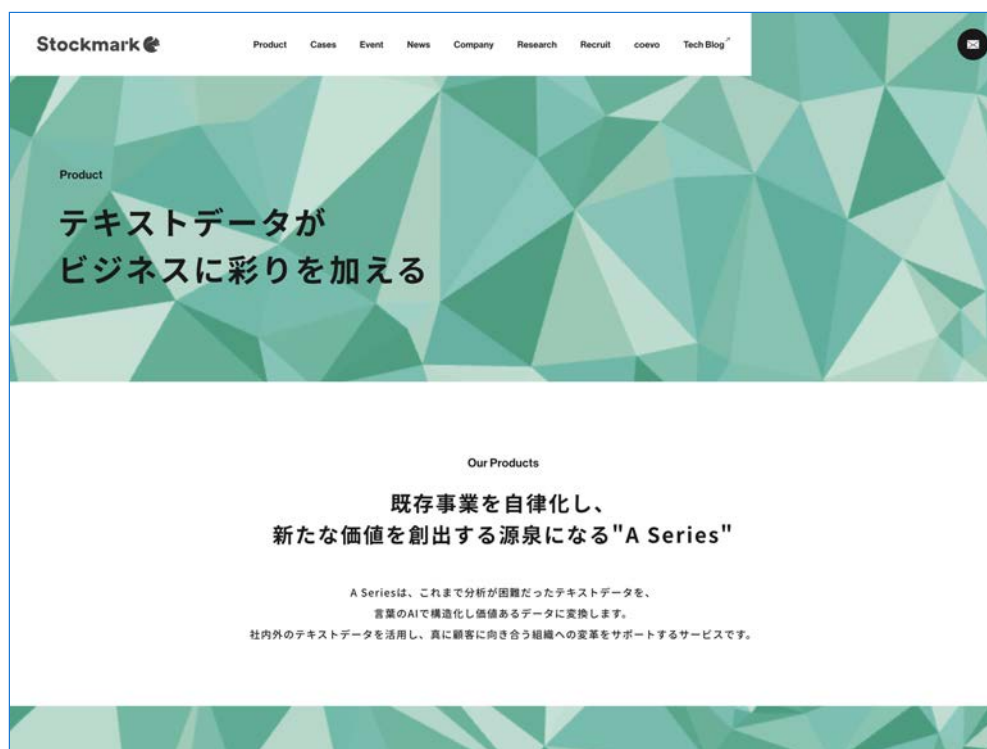 Stockmark
Product Cases Event News Company Research Recruit coevo Tech Blog
Product
テキストデータが
ビジネスに彩りを加える
Our Products
既存事業を自律化し、
新たな価値を創出する源泉になる"A Series"
A Seriesは、これまで分析が困難だったテキストデータを、
言葉のAIで構造化し価値あるデータに変換します。
社内外のテキストデータを活用し、真に顧客に向き合う組織への変革をサポートするサービスです。